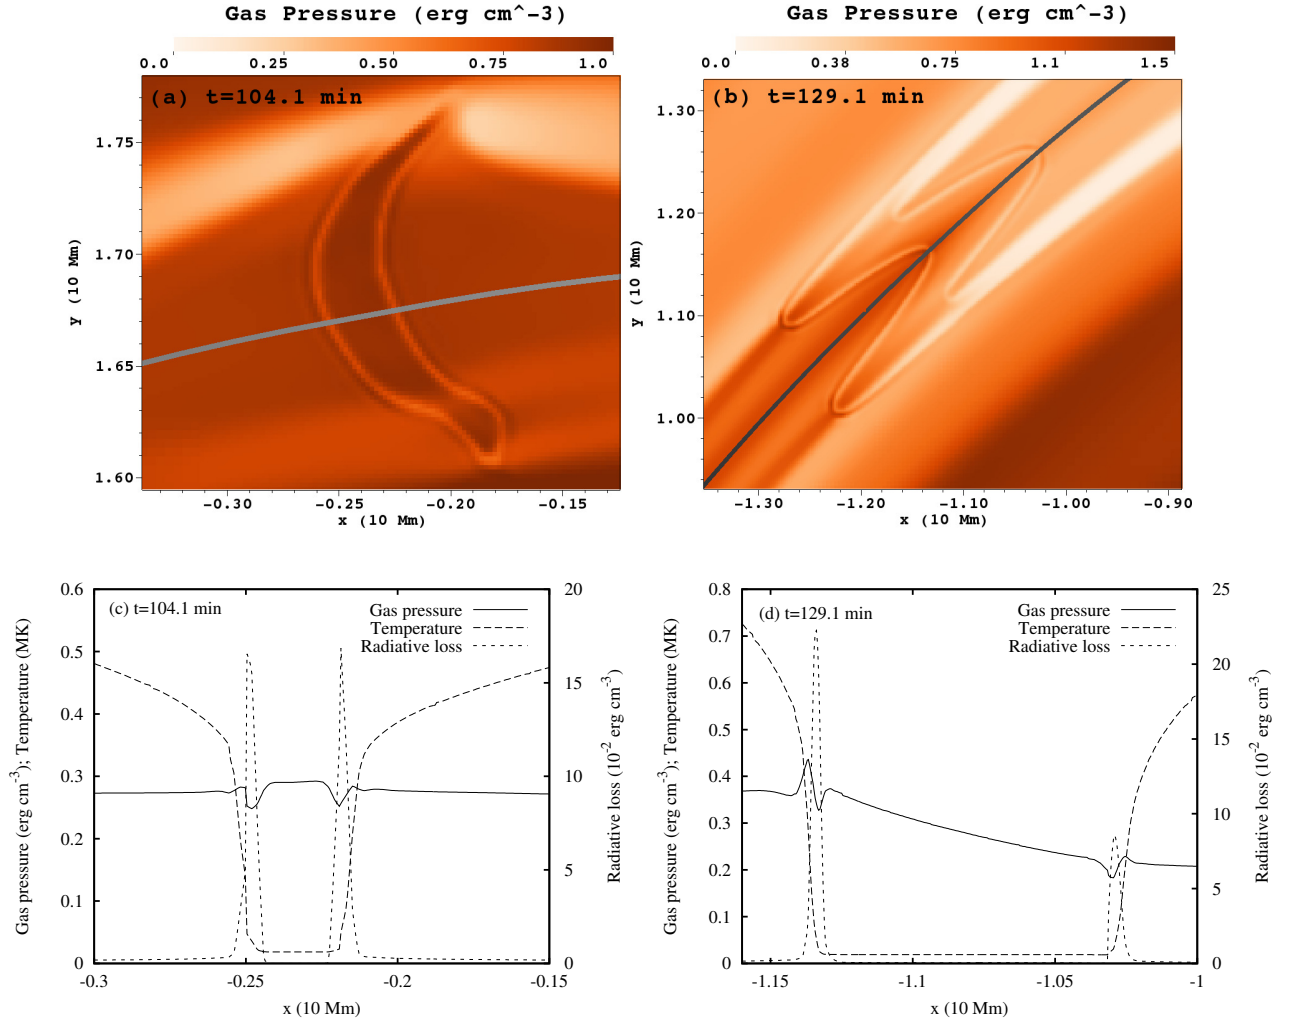 Gas Pressure (erg cm^-3)
0.0 0.25 0.50 0.75 1.0
(a) t=104.1 min
1.75
1.70
1.65
1.60
y (10 Mm)
-0.30 -0.25 -0.20 -0.15
x (10 Mm)
Gas Pressure (erg cm^-3)
0.0 0.38 0.75 1.1 1.5
(b) t=129.1 min
1.30
1.20
1.10
1.00
y (10 Mm)
-1.30 -1.20 -1.10 -1.00 -0.90
x (10 Mm)
(c) t=104.1 min
Gas pressure
Temperature
Radiative loss
0.6
0.5
0.4
0.3
0.2
0.1
0
Gas pressure (erg cm-3); Temperature (MK)
20
15
10
5
0
Radiative loss (10-2 erg cm-3)
-0.3 -0.25 -0.2 -0.15
x (10 Mm)
(d) t=129.1 min
Gas pressure
Temperature
Radiative loss
0.8
0.7
0.6
0.5
0.4
0.3
0.2
0.1
0
Gas pressure (erg cm-3); Temperature (MK)
25
20
15
10
5
0
Radiative loss (10-2 erg cm-3)
-1.15 -1.1 -1.05 -1
x (10 Mm)